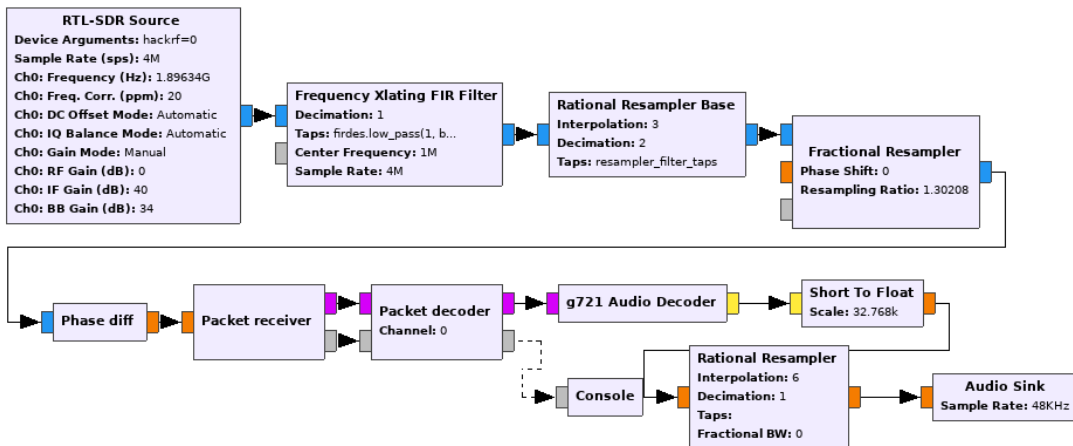 RTL-SDR Source
Device Arguments: hackrf=0
Sample Rate (sps): 4M
Ch0: Frequency (Hz): 1.89634G
Ch0: Freq. Corr. (ppm): 20
Ch0: DC Offset Mode: Automatic
Ch0: IQ Balance Mode: Automatic
Ch0: Gain Mode: Manual
Ch0: RF Gain (dB): 0
Ch0: IF Gain (dB): 40
Ch0: BB Gain (dB): 34
Frequency Xlating FIR Filter
Decimation: 1
Taps: firdes.low_pass(1, b...
Center Frequency: 1M
Sample Rate: 4M
Rational Resampler Base
Interpolation: 3
Decimation: 2
Taps: resampler_filter_taps
Fractional Resampler
Phase Shift: 0
Resampling Ratio: 1.30208
Phase diff
Packet receiver
Packet decoder
Channel: 0
g721 Audio Decoder
Short To Float
Scale: 32.768k
Console
Rational Resampler
Interpolation: 6
Decimation: 1
Taps:
Fractional BW: 0
Audio Sink
Sample Rate: 48KHz